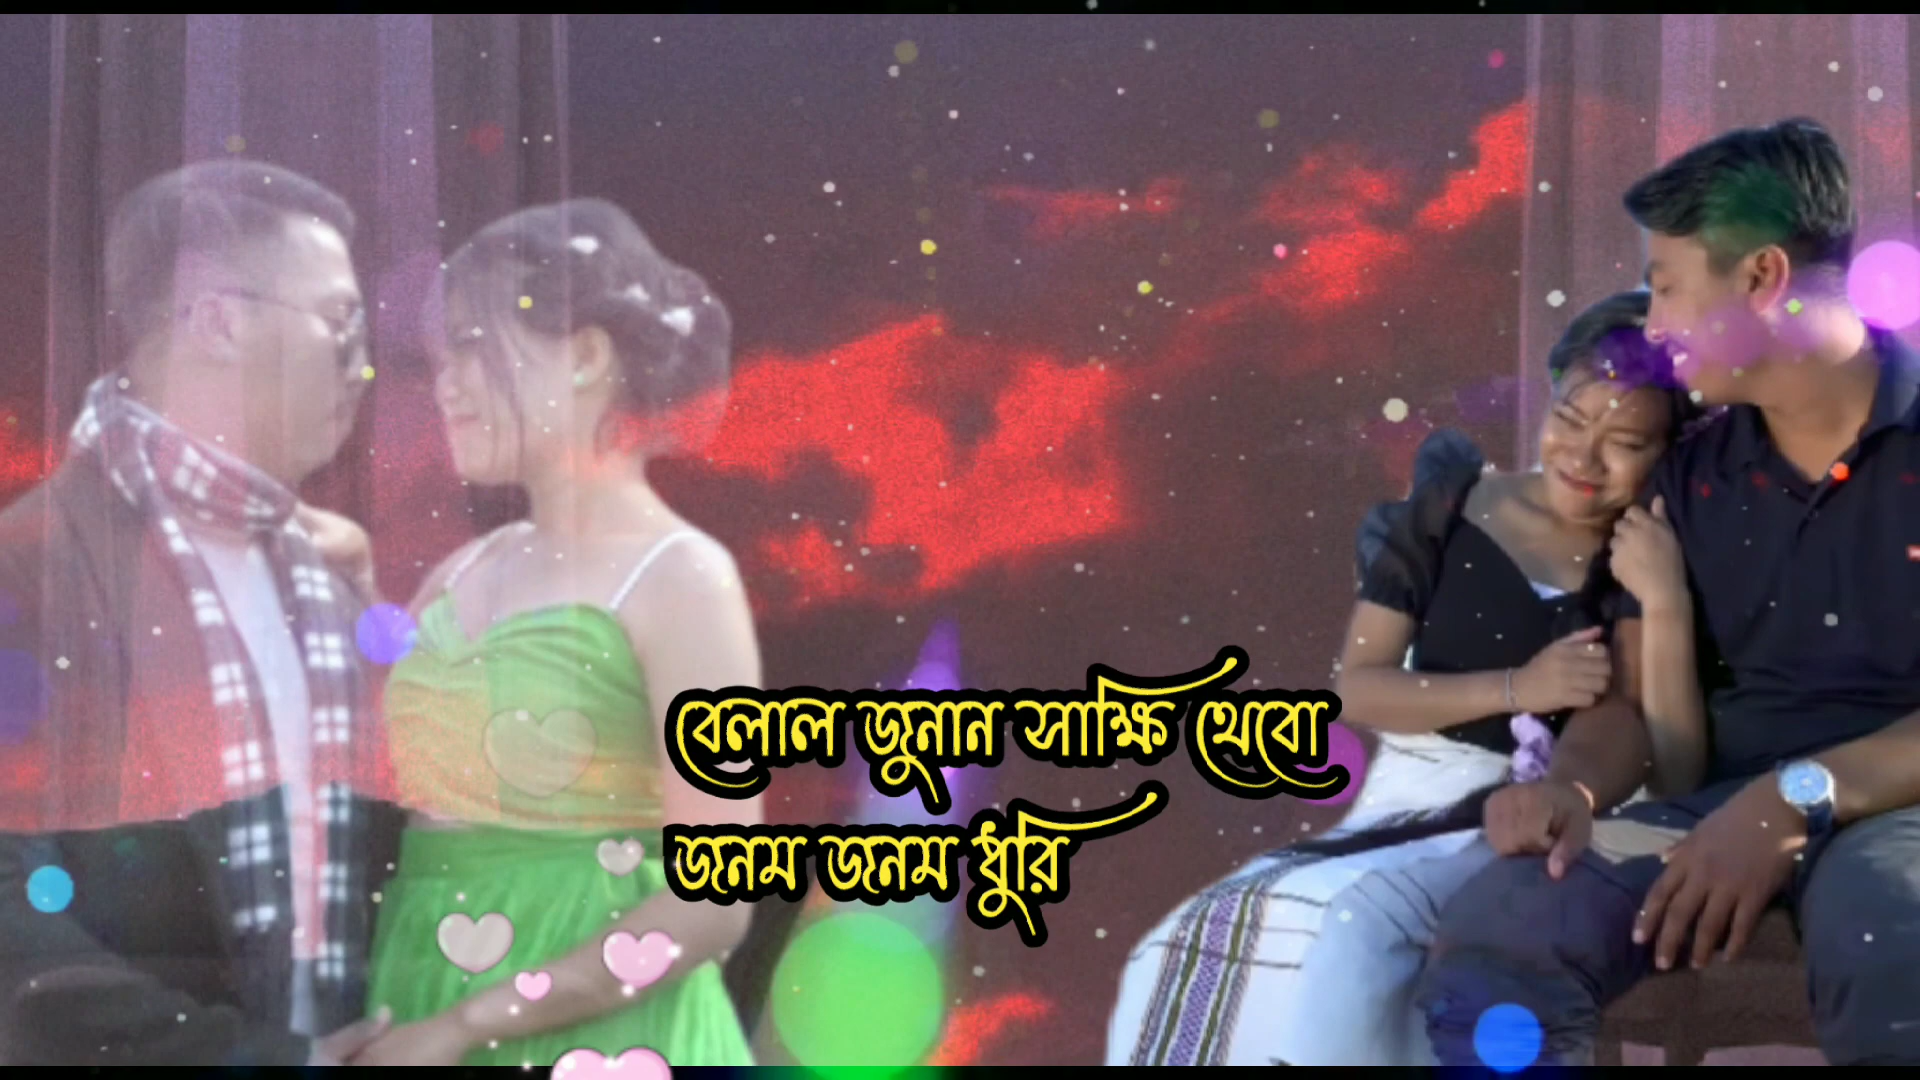 বেলাল জুনান সাক্ষি থেবো
জনম জনম ধুরি